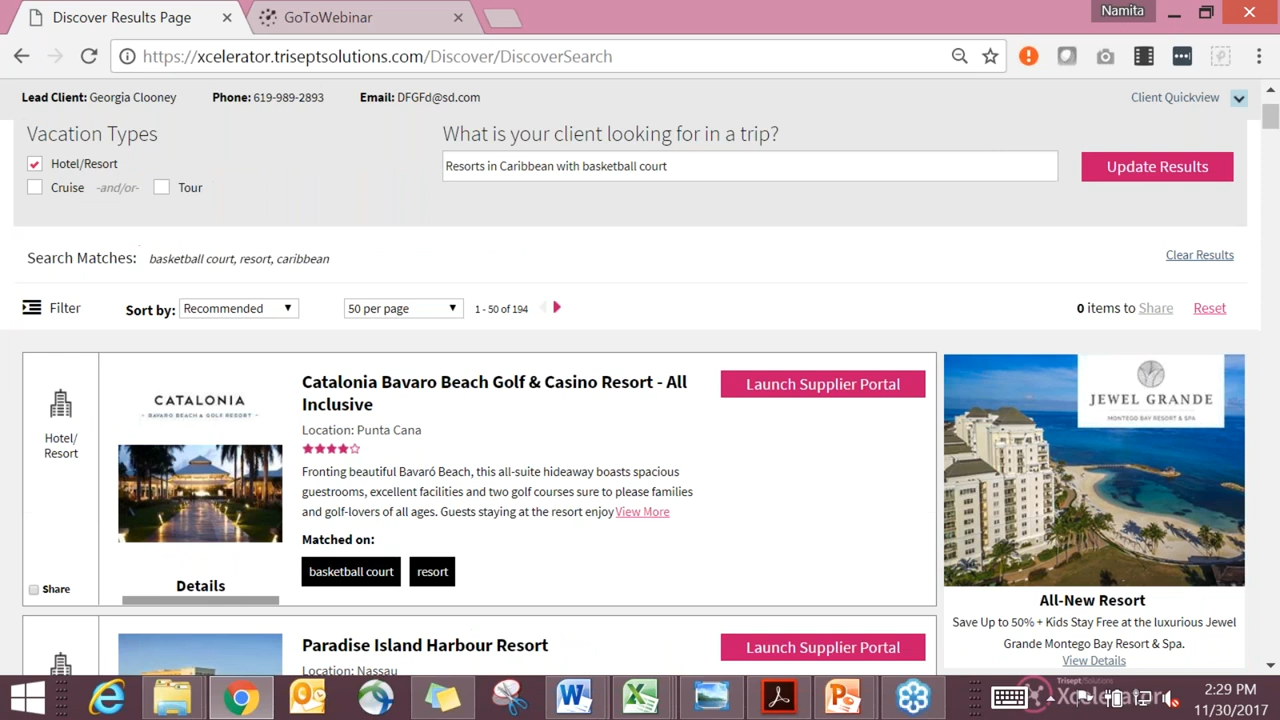 Discover Results Page
GoToWebinar
Namita
https://xcelerator.triseptsolutions.com/Discover/DiscoverSearch
Lead Client: Georgia Clooney Phone: 619-989-2893 Email: DFGFd@sd.com Client Quickview
Vacation Types
What is your client looking for in a trip?
Hotel/Resort
Resorts in Caribbean with basketball court
Update Results
Cruise -and/or- Tour
Search Matches: basketball court, resort, caribbean
Clear Results
Filter Sort by: Recommended 50 per page 1 - 50 of 194 0 items to Share Reset
Hotel/
Resort
Share
CATALONIA
BAVARO BEACH & GOLF RESORT
Details
Catalonia Bavaro Beach Golf & Casino Resort - All
Inclusive
Launch Supplier Portal
Location: Punta Cana
Fronting beautiful Bavaró Beach, this all-suite hideaway boasts spacious
guestrooms, excellent facilities and two golf courses sure to please families
and golf-lovers of all ages. Guests staying at the resort enjoy View More
Matched on:
basketball court resort
Paradise Island Harbour Resort
Launch Supplier Portal
Location: Nassau
JEWEL GRANDE
MONTEGO BAY RESORT & SPA
All-New Resort
Save Up to 50% + Kids Stay Free at the luxurious Jewel
Grande Montego Bay Resort & Spa.
View Details
Trisept/Solutions
Xcelerator
2:29 PM
11/30/2017